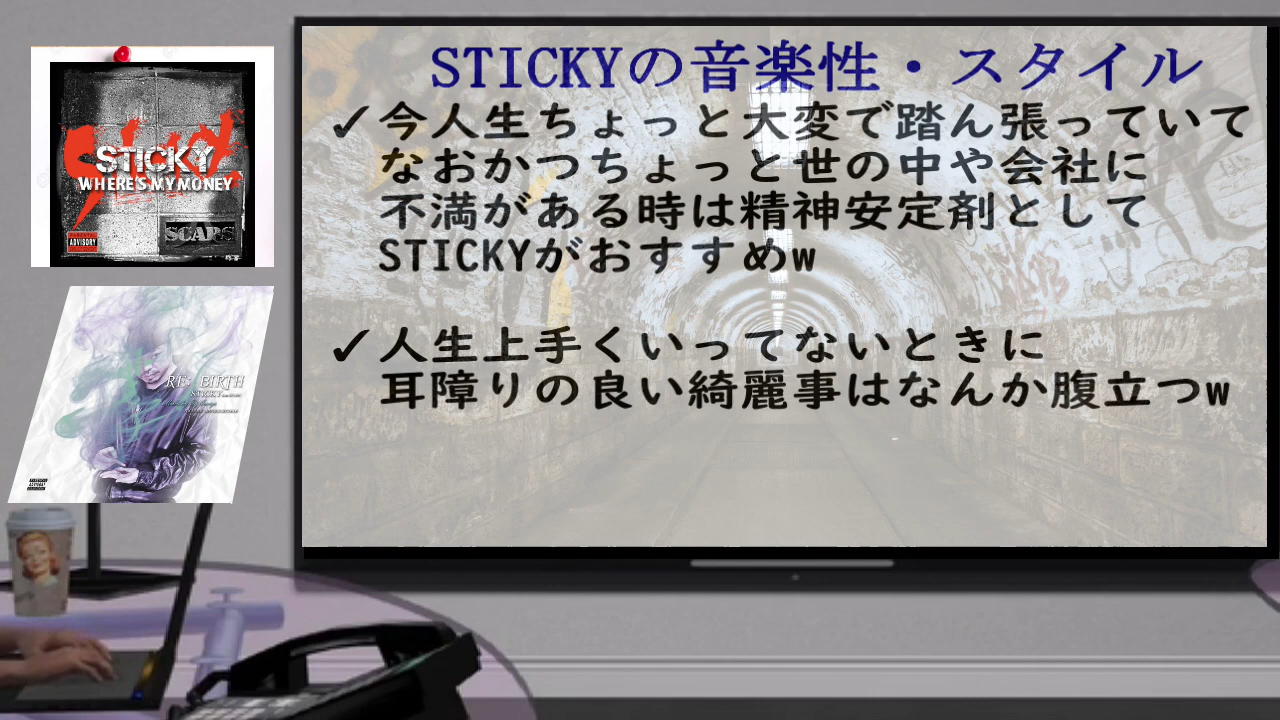 STICKYの音楽性・スタイル
✓今人生ちょっと大変で踏ん張っていて
なおかつちょっと世の中や会社に
不満がある時は精神安定剤として
STICKYがおすすめw
✓人生上手くいってないときに
耳障りの良い綺麗事はなんか腹立つw
STICKY
WHERE'S MY MONEY
PARENTAL
ADVISORY
SCARS
RE: BIRTH
STICKY